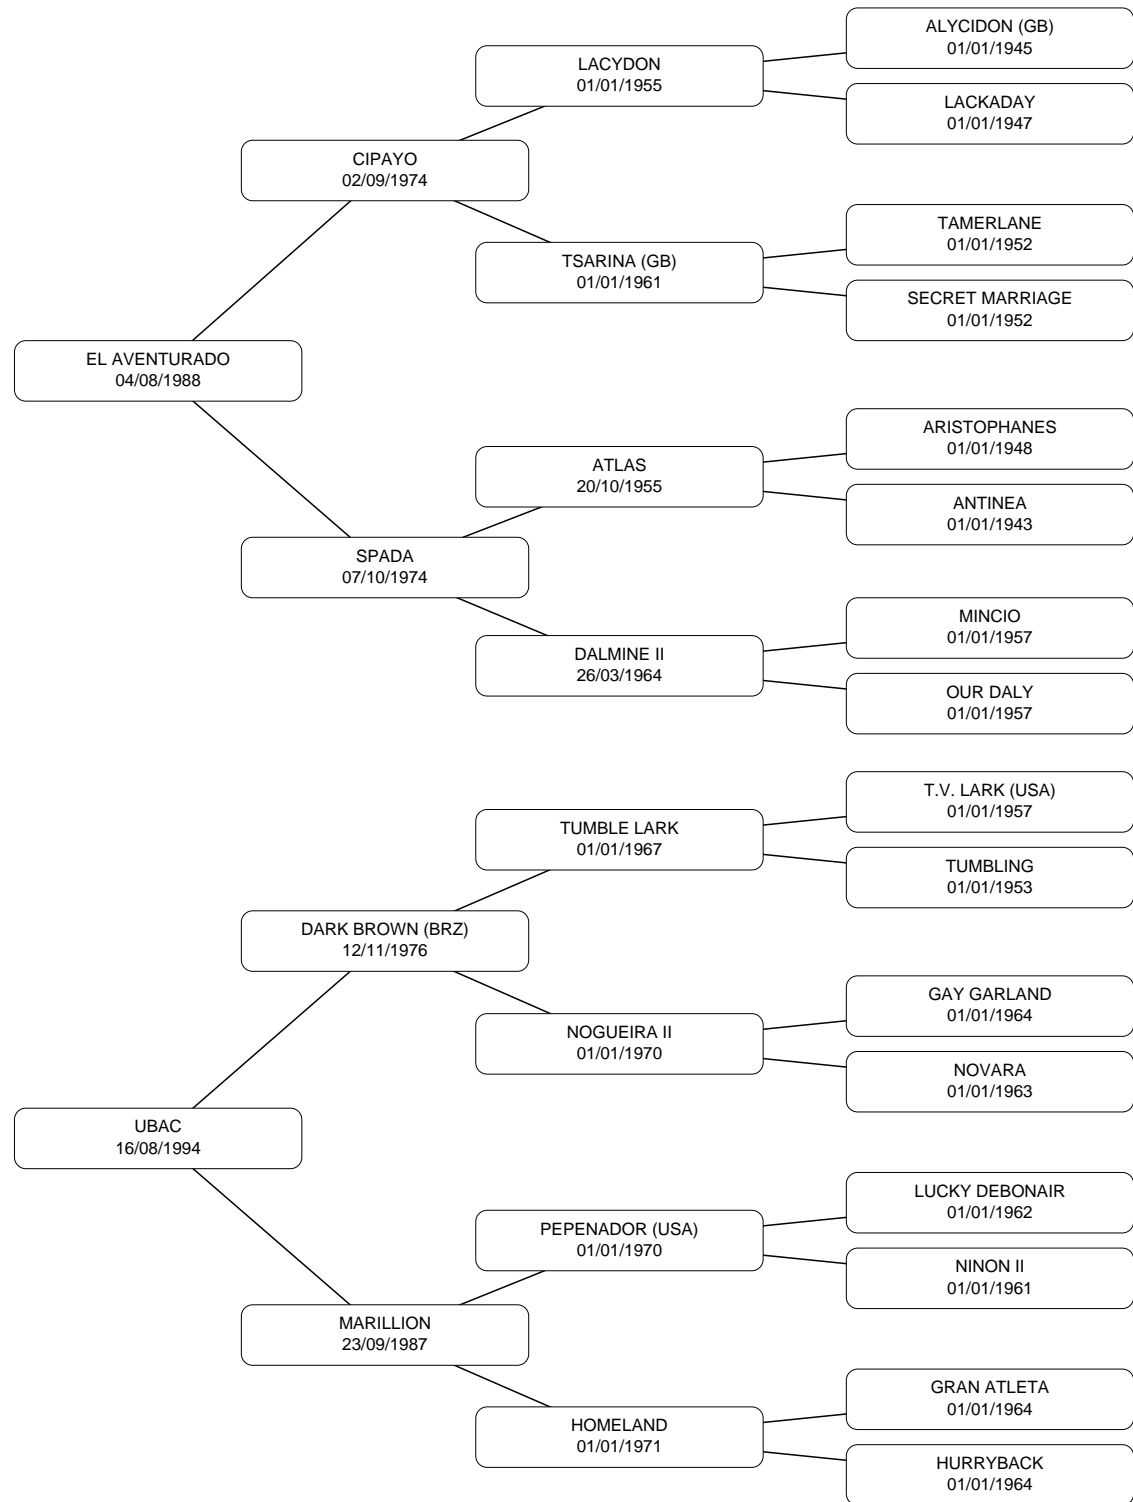 ALYCIDON (GB)
01/01/1945
LACYDON
01/01/1955
LACKADAY
01/01/1947
CIPAYO
02/09/1974
TAMERLANE
01/01/1952
TSARINA (GB)
01/01/1961
SECRET MARRIAGE
01/01/1952
EL AVENTURADO
04/08/1988
ARISTOPHANES
01/01/1948
ATLAS
20/10/1955
ANTINEA
01/01/1943
SPADA
07/10/1974
MINCIO
01/01/1957
DALMINE II
26/03/1964
OUR DALY
01/01/1957
T.V. LARK (USA)
01/01/1957
TUMBLE LARK
01/01/1967
TUMBLING
01/01/1953
DARK BROWN (BRZ)
12/11/1976
GAY GARLAND
01/01/1964
NOGUEIRA II
01/01/1970
NOVARA
01/01/1963
UBAC
16/08/1994
LUCKY DEBONAIR
01/01/1962
PEPENADOR (USA)
01/01/1970
NINON II
01/01/1961
MARILLION
23/09/1987
GRAN ATLETA
01/01/1964
HOMELAND
01/01/1971
HURRYBACK
01/01/1964